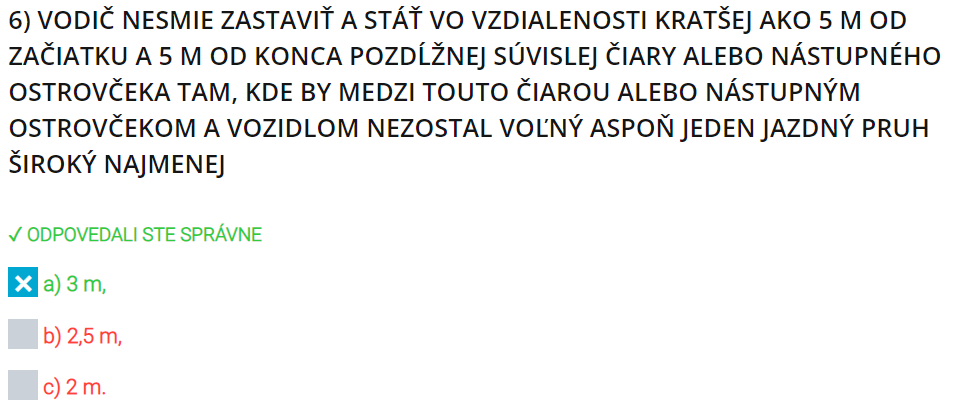 6) VODIČ NESMIE ZASTAVIŤ A STÁŤ VO VZDIALENOSTI KRATŠEJ AKO 5 M OD
ZAČIATKU A 5 M OD KONCA POZDĹŽNEJ SÚVISLEJ ČIARY ALEBO NÁSTUPNÉHO
OSTROVČEKA TAM, KDE BY MEDZI TOUTO ČIAROU ALEBO NÁSTUPNÝM
OSTROVČEKOM A VOZIDLOM NEZOSTAL VOĽNÝ ASPOŇ JEDEN JAZDNÝ PRUH
ŠIROKÝ NAJMENEJ
✓ ODPOVEDALI STE SPRÁVNE
a) 3 m,
b) 2,5 m,
c) 2 m.